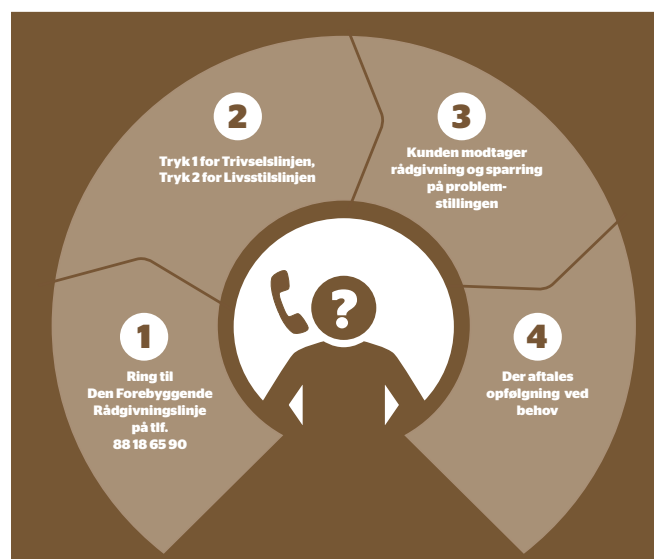 1
Ring til
Den Forebyggende
Rådgivningslinje
på tlf.
88 18 65 90
2
Tryk 1 for Trivselslinjen,
Tryk 2 for Livsstilslinjen
3
Kunden modtager
rådgivning og sparring
på problem-
stillingen
4
Der aftales
opfølgning ved
behov
?